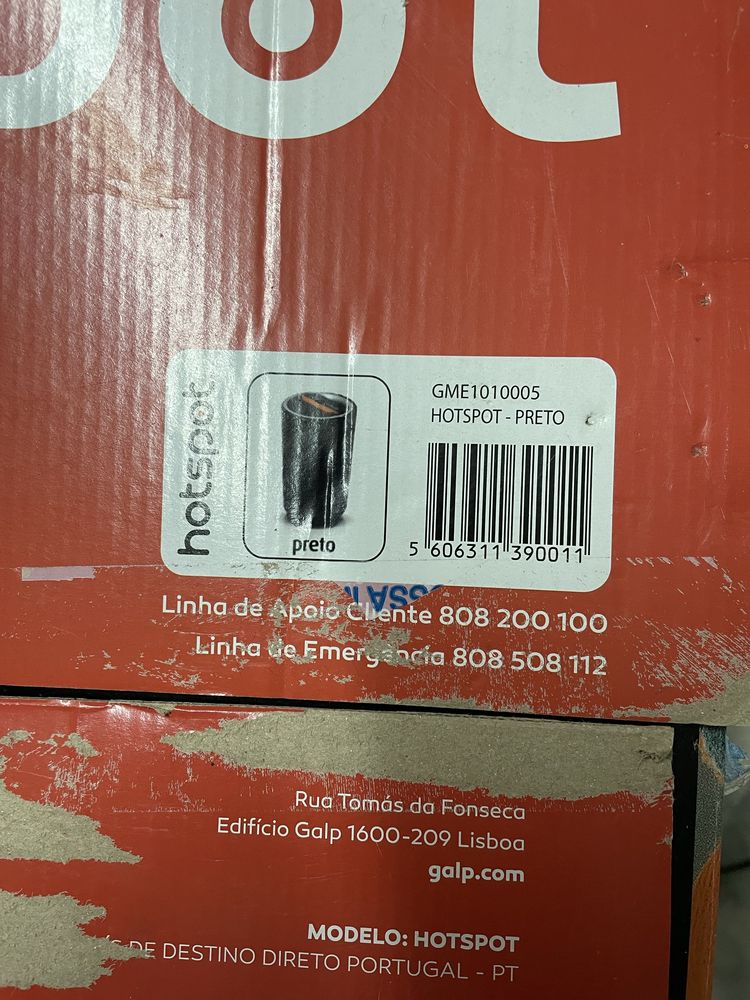 hotspot
preto
GME1010005
HOTSPOT - PRETO
5 606311 390011
Linha de Apoio Cliente 808 200 100
Linha de Emergência 808 508 112
Rua Tomás da Fonseca
Edifício Galp 1600-209 Lisboa
galp.com
MODELO: HOTSPOT
DE DESTINO DIRETO PORTUGAL - PT